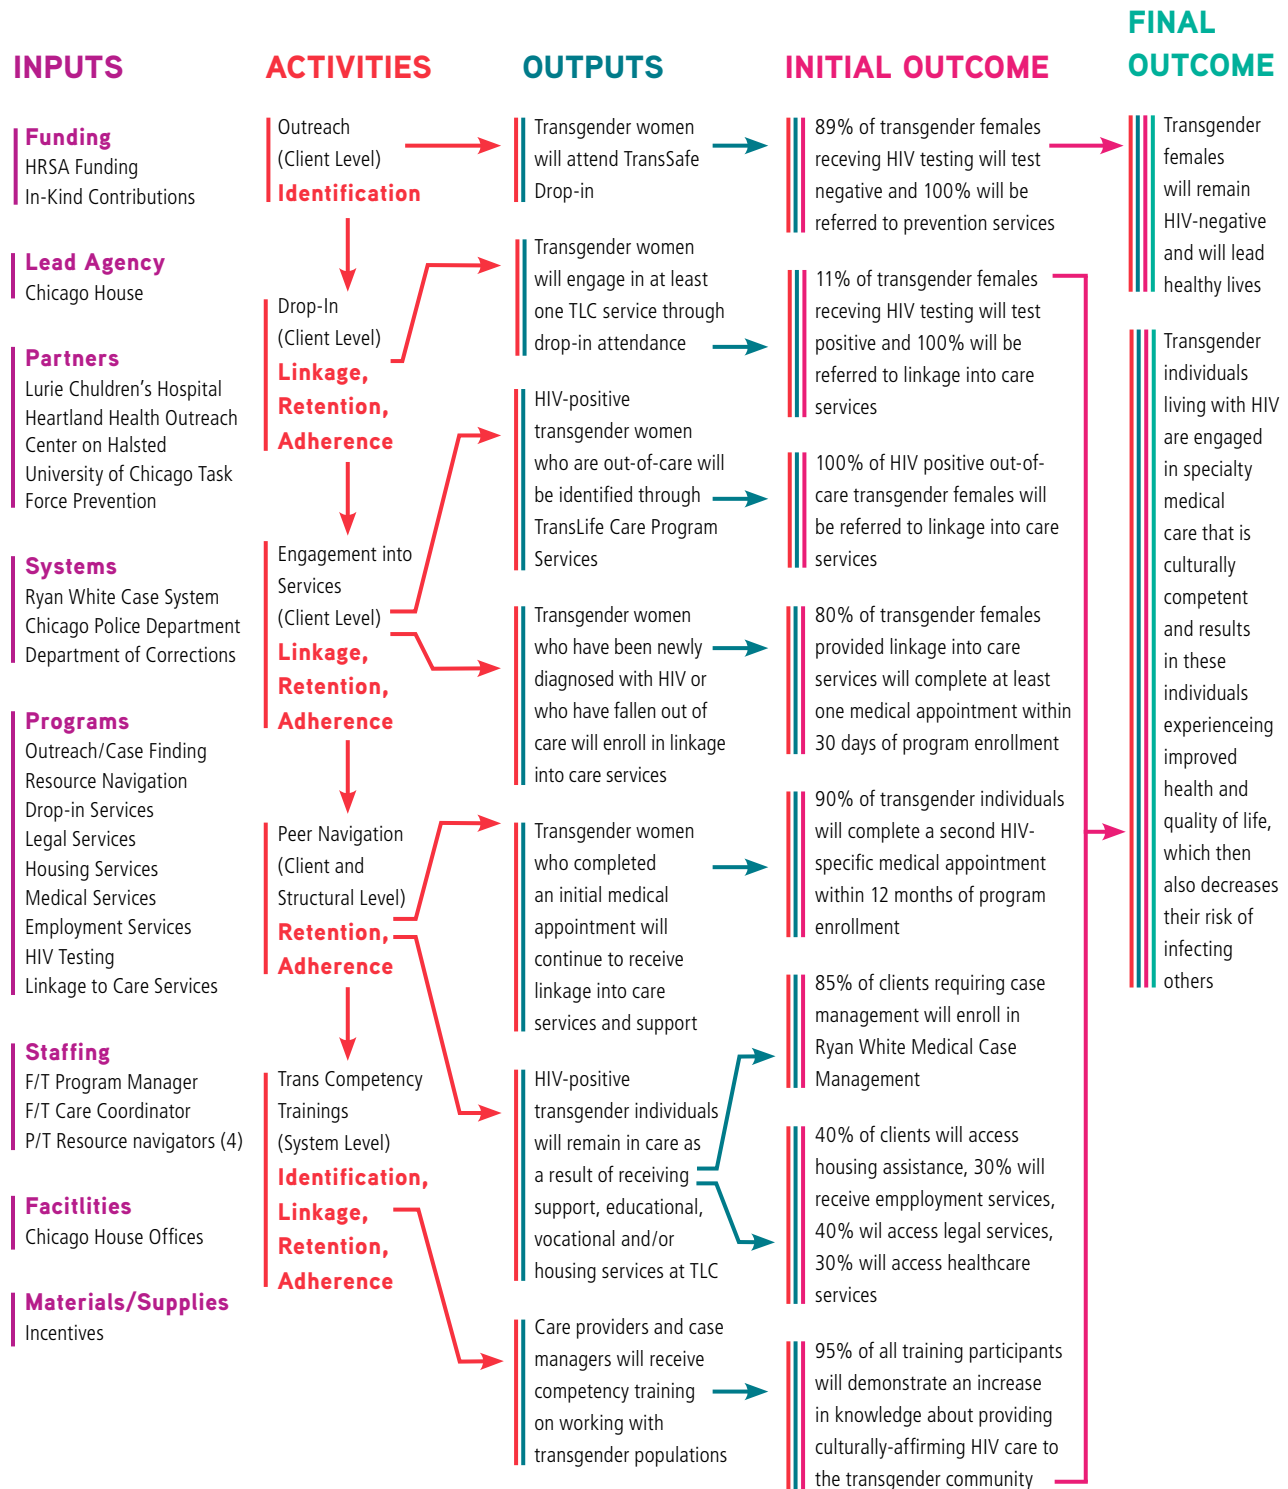 INPUTS
Funding
HRSA Funding
In-Kind Contributions
Lead Agency
Chicago House
Partners
Lurie Chuldren's Hospital
Heartland Health Outreach
Center on Halsted
University of Chicago Task
Force Prevention
Systems
Ryan White Case System
Chicago Police Department
Department of Corrections
Programs
Outreach/Case Finding
Resource Navigation
Drop-in Services
Legal Services
Housing Services
Medical Services
Employment Services
HIV Testing
Linkage to Care Services
Staffing
F/T Program Manager
F/T Care Coordinator
P/T Resource navigators (4)
Facitlities
Chicago House Offices
Materials/Supplies
Incentives
ACTIVITIES
Outreach
(Client Level)
Identification
Drop-In
(Client Level)
Linkage,
Retention,
Adherence
Engagement into
Services
(Client Level)
Linkage,
Retention,
Adherence
Peer Navigation
(Client and
Structural Level)
Retention,
Adherence
Trans Competency
Trainings
(System Level)
Identification,
Linkage,
Retention,
Adherence
OUTPUTS
Transgender women
will attend TransSafe
Drop-in
Transgender women
will engage in at least
one TLC service through
drop-in attendance
HIV-positive
transgender women
who are out-of-care will
be identified through
TransLife Care Program
Services
Transgender women
who have been newly
diagnosed with HIV or
who have fallen out of
care will enroll in linkage
into care services
Transgender women
who completed
an initial medical
appointment will
continue to receive
linkage into care
services and support
HIV-positive
transgender individuals
will remain in care as
a result of receiving
support, educational,
vocational and/or
housing services at TLC
Care providers and case
managers will receive
competency training
on working with
transgender populations
INITIAL OUTCOME
89% of transgender females
receving HIV testing will test
negative and 100% will be
referred to prevention services
11% of transgender females
receving HIV testing will test
positive and 100% will be
referred to linkage into care
services
100% of HIV positive out-of-
care transgender females will
be referred to linkage into care
services
80% of transgender females
provided linkage into care
services will complete at least
one medical appointment within
30 days of program enrollment
90% of transgender individuals
will complete a second HIV-
specific medical appointment
within 12 months of program
enrollment
85% of clients requiring case
management will enroll in
Ryan White Medical Case
Management
40% of clients will access
housing assistance, 30% will
receive empployment services,
40% wil access legal services,
30% will access healthcare
services
95% of all training participants
will demonstrate an increase
in knowledge about providing
culturally-affirming HIV care to
the transgender community
FINAL
OUTCOME
Transgender
females
will remain
HIV-negative
and will lead
healthy lives
Transgender
individuals
living with HIV
are engaged
in specialty
medical
care that is
culturally
competent
and results
in these
individuals
experienceing
improved
health and
quality of life,
which then
also decreases
their risk of
infecting
others